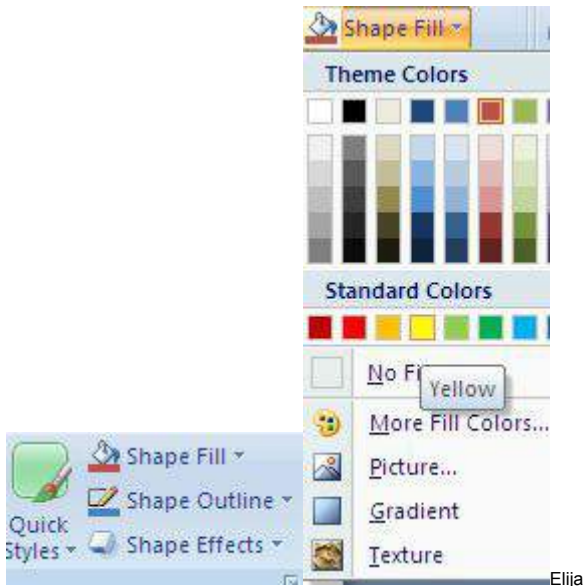 Shape Fill
Theme Colors
Standard Colors
No
Yellow
More Fill Colors...
Picture...
Gradient
Texture
Shape Fill
Shape Outline
Shape Effects
Quick
Styles
Elija